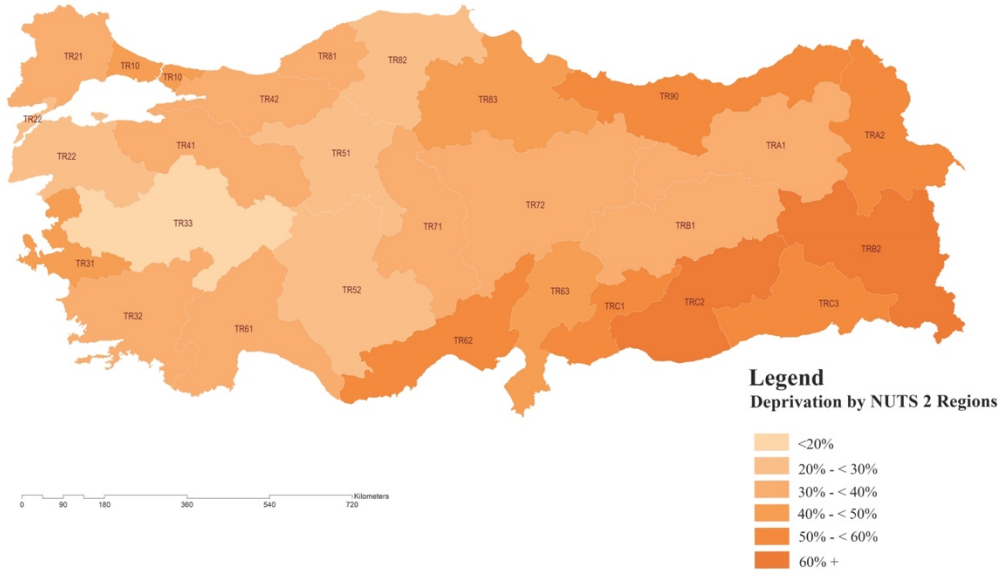 TR21
TR10
TR10
TR81
TR82
TR42
TR83
TR90
TR22
TR22
TR41
TR51
TRA1
TRA2
TR33
TR72
TR71
TRB1
TRB2
TR31
TR52
TR63
TRC1
TRC2
TRC3
TR32
TR61
TR62
Legend
Deprivation by NUTS 2 Regions
<20%
20% - < 30%
30% - < 40%
40% - < 50%
50% - < 60%
60% +
Kilometers
0 90 180 360 540 720